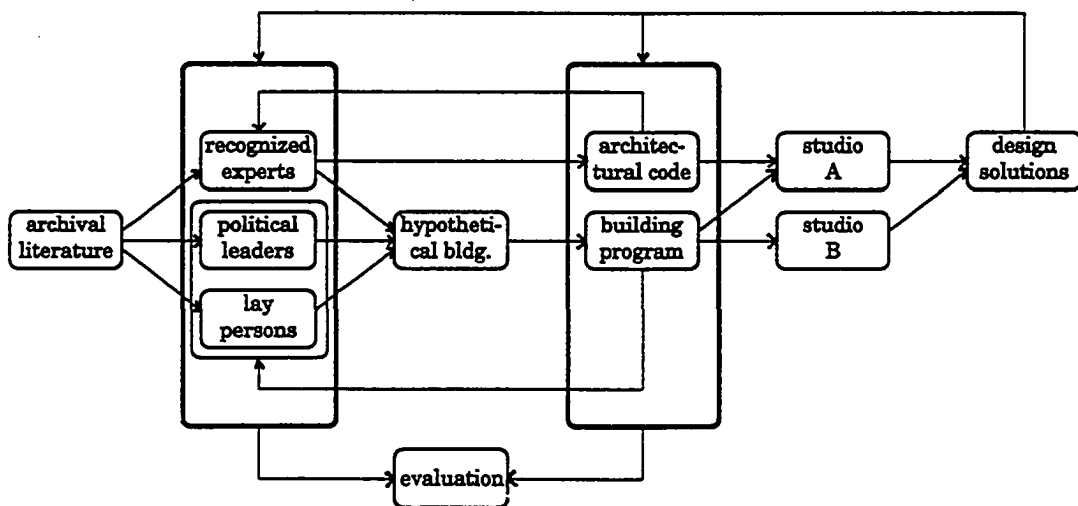 recognized
experts
architec-
tural code
studio
A
design
solutions
archival
literature
political
leaders
hypotheti-
cal bldg.
building
program
studio
B
lay
persons
evaluation